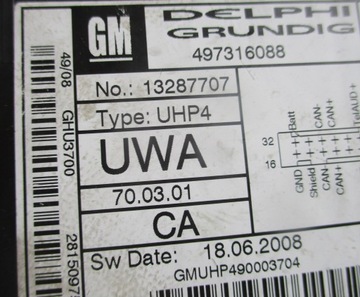 GM
DELPHI
GRUNDIG
497316088
49/08
GHU3700
No.: 13287707
Type: UHP4
UWA
70.03.01
CA
Sw Date: 18.06.2008
GMUHP490003704
32
16
Batt
CAN-
CAN+
TelAUD+
GND
Shield
CAN+
CAN-